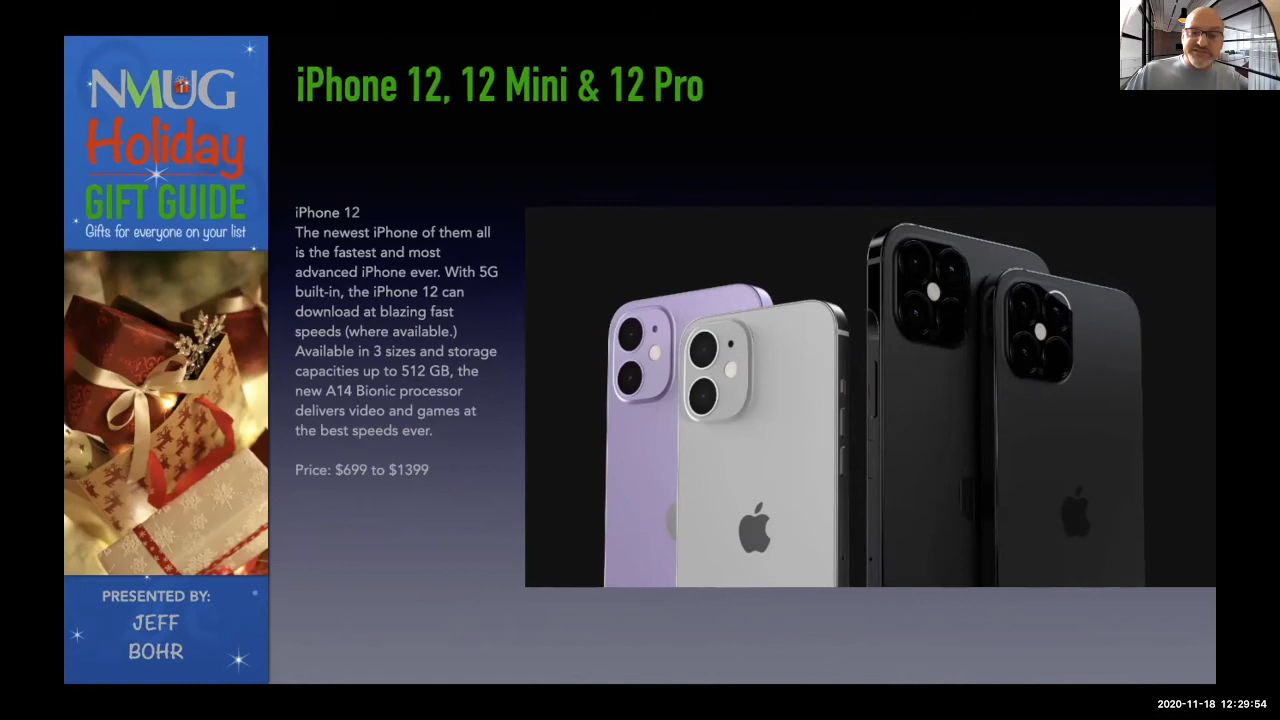 NMUG
Holiday
GIFT GUIDE
Gifts for everyone on your list
PRESENTED BY:
JEFF
BOHR
iPhone 12, 12 Mini & 12 Pro
iPhone 12
The newest iPhone of them all
is the fastest and most
advanced iPhone ever. With 5G
built-in, the iPhone 12 can
download at blazing fast
speeds (where available.)
Available in 3 sizes and storage
capacities up to 512 GB, the
new A14 Bionic processor
delivers video and games at
the best speeds ever.
Price: $699 to $1399
2020-11-18 12:29:54